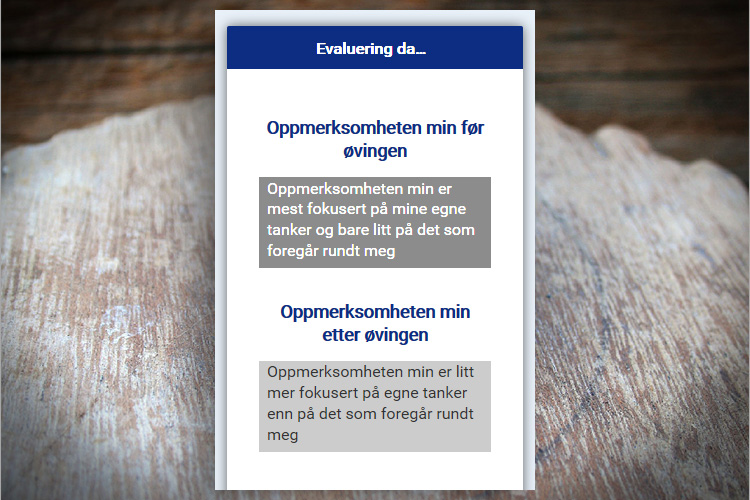 Evaluering da...
Oppmerksomheten min før
øvingen
Oppmerksomheten min er
mest fokusert på mine egne
tanker og bare litt på det som
foregår rundt meg
Oppmerksomheten min
etter øvingen
Oppmerksomheten min er litt
mer fokusert på egne tanker
enn på det som foregår rundt
meg